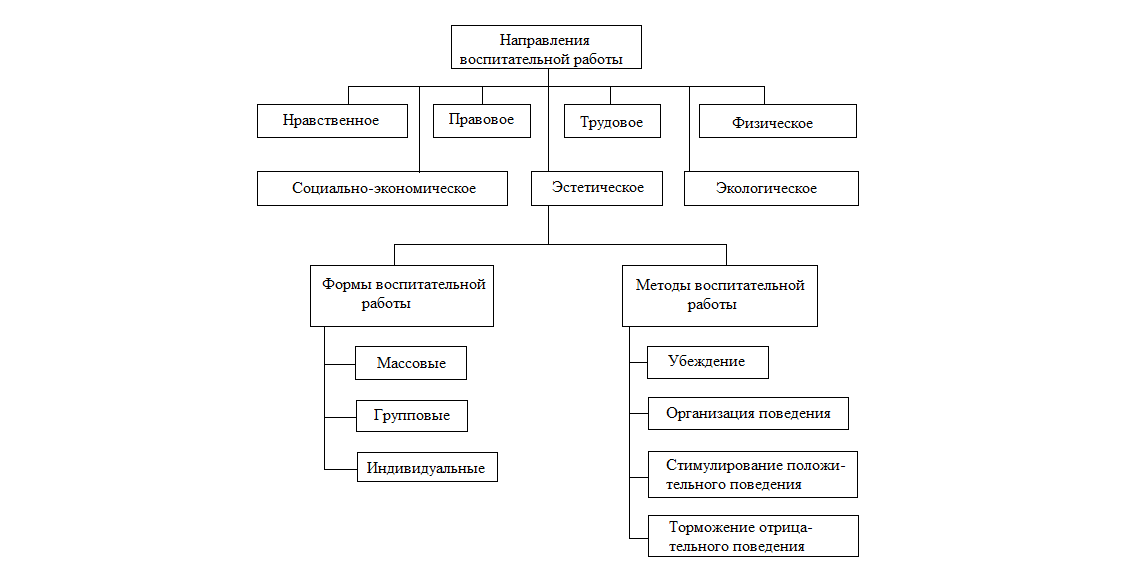 Направления
воспитательной работы
Нравственное
Правовое
Трудовое
Физическое
Социально-экономическое
Эстетическое
Экологическое
Формы воспитательной
работы
Массовые
Групповые
Индивидуальные
Методы воспитательной
работы
Убеждение
Организация поведения
Стимулирование положи-
тельного поведения
Торможение отрица-
тельного поведения